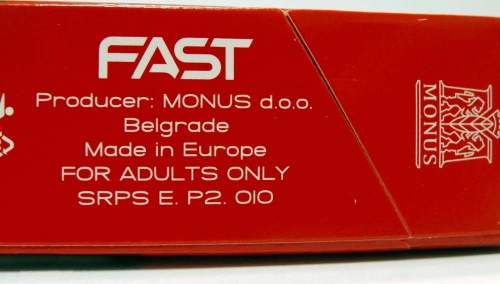 FAST
Producer: MONUS d.o.o.
Belgrade
Made in Europe
FOR ADULTS ONLY
SRPS E. P2. 010
MONUS